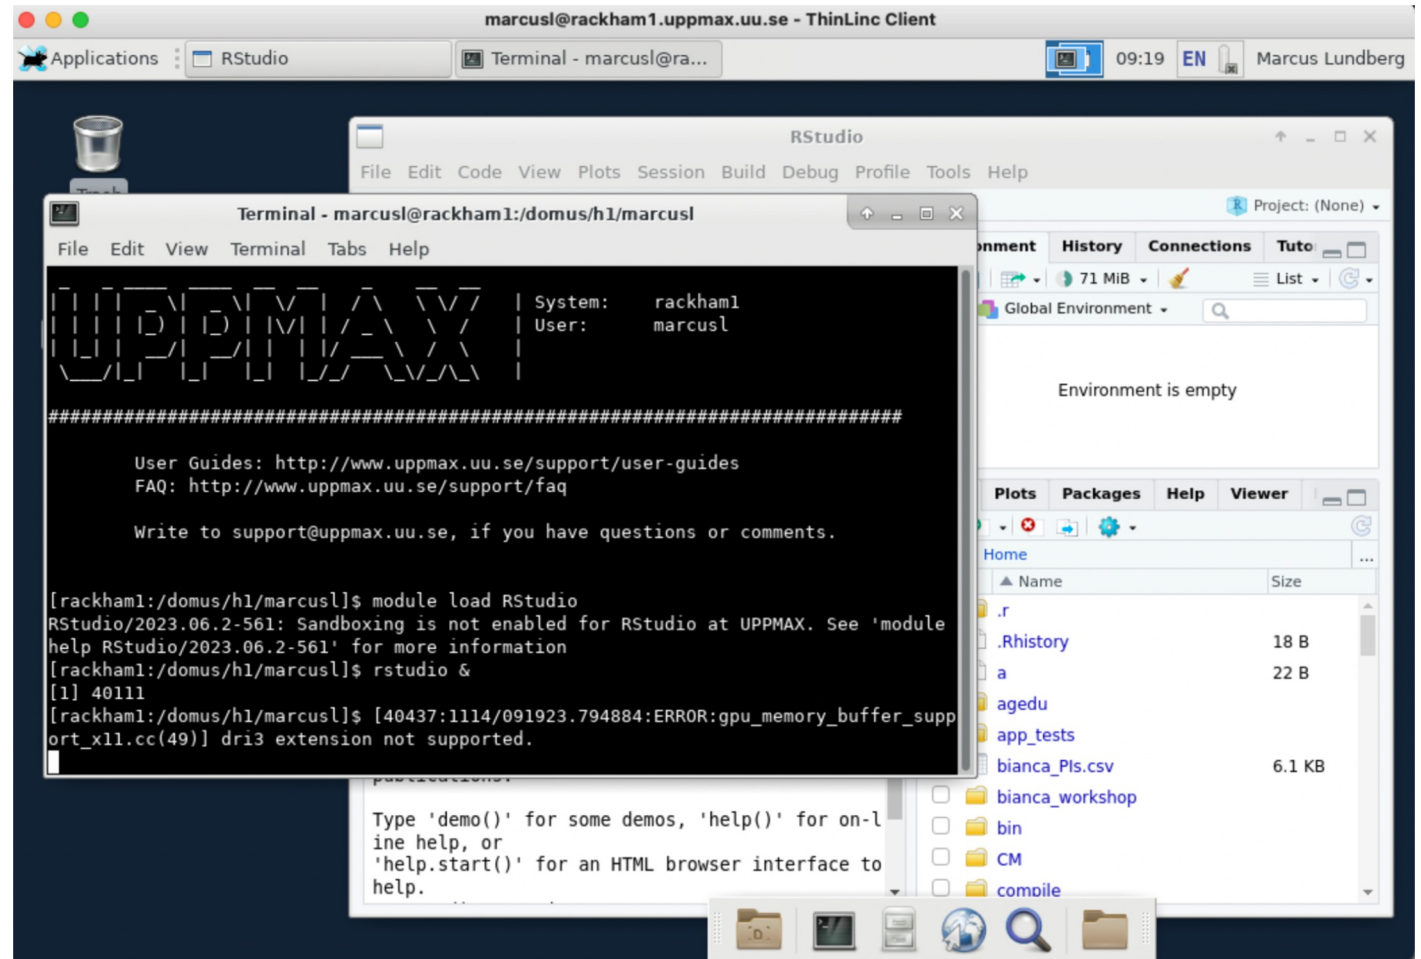 marcusl@rackham1.uppmax.uu.se - ThinLinc Client
Applications
RStudio
Terminal - marcusl@ra...
09:19
EN
Marcus Lundberg
RStudio
File Edit Code View Plots Session Build Debug Profile Tools Help
Project: (None)
Terminal - marcusl@rackham1:/domus/h1/marcusl
File Edit View Terminal Tabs Help
UPPMAX
System: rackham1
User: marcusl
################################################################################
User Guides: http://www.uppmax.uu.se/support/user-guides
FAQ: http://www.uppmax.uu.se/support/faq
Write to support@uppmax.uu.se, if you have questions or comments.
[rackham1:/domus/h1/marcusl]$ module load RStudio
RStudio/2023.06.2-561: Sandboxing is not enabled for RStudio at UPPMAX. See 'module
help RStudio/2023.06.2-561' for more information
[rackham1:/domus/h1/marcusl]$ rstudio &
[1] 40111
[rackham1:/domus/h1/marcusl]$ [40437:1114/091923.794884:ERROR:gpu_memory_buffer_supp
ort_x11.cc(49)] dri3 extension not supported.
onment History Connections Tuto
71 MiB
List
Global Environment
Environment is empty
Plots Packages Help Viewer
Home
...
Name Size
.r
.Rhistory 18 B
a 22 B
agedu
app_tests
bianca_PIs.csv 6.1 KB
bianca_workshop
bin
CM
compile
Type 'demo()' for some demos, 'help()' for on-l
ine help, or
'help.start()' for an HTML browser interface to
help.